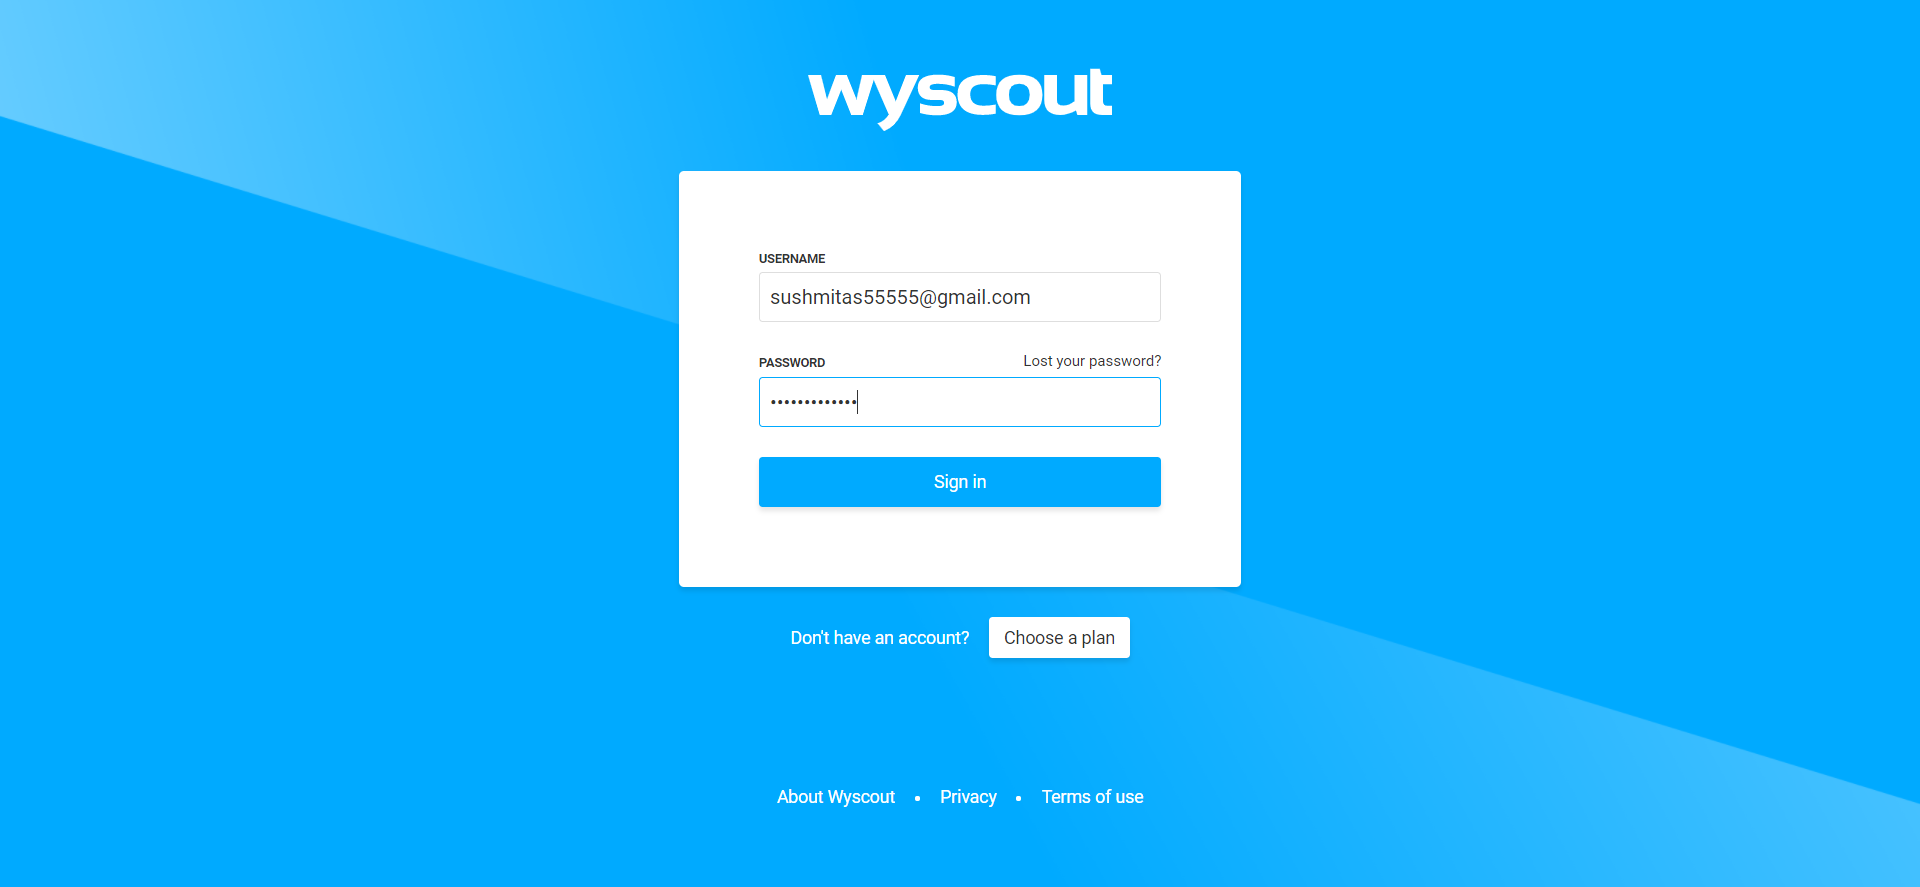 wyscout
USERNAME
sushmitas55555@gmail.com
PASSWORD
Lost your password?
•••••••••••••
Sign in
Don't have an account?
Choose a plan
About Wyscout • Privacy • Terms of use